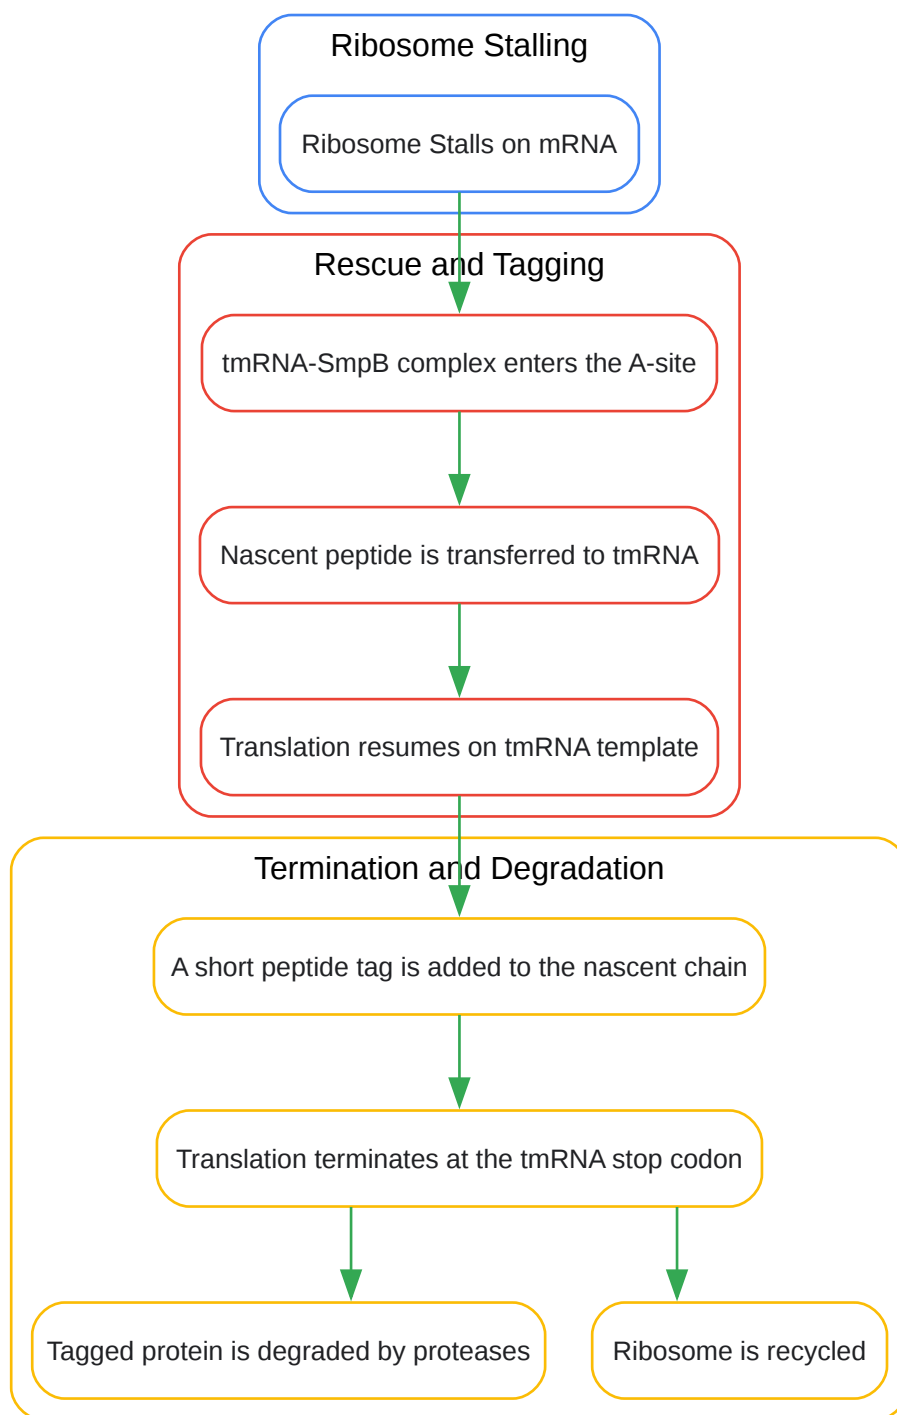 Ribosome Stalling
Ribosome Stalls on mRNA
Rescue and Tagging
tmRNA-SmpB complex enters the A-site
Nascent peptide is transferred to tmRNA
Translation resumes on tmRNA template
Termination and Degradation
A short peptide tag is added to the nascent chain
Translation terminates at the tmRNA stop codon
Tagged protein is degraded by proteases
Ribosome is recycled